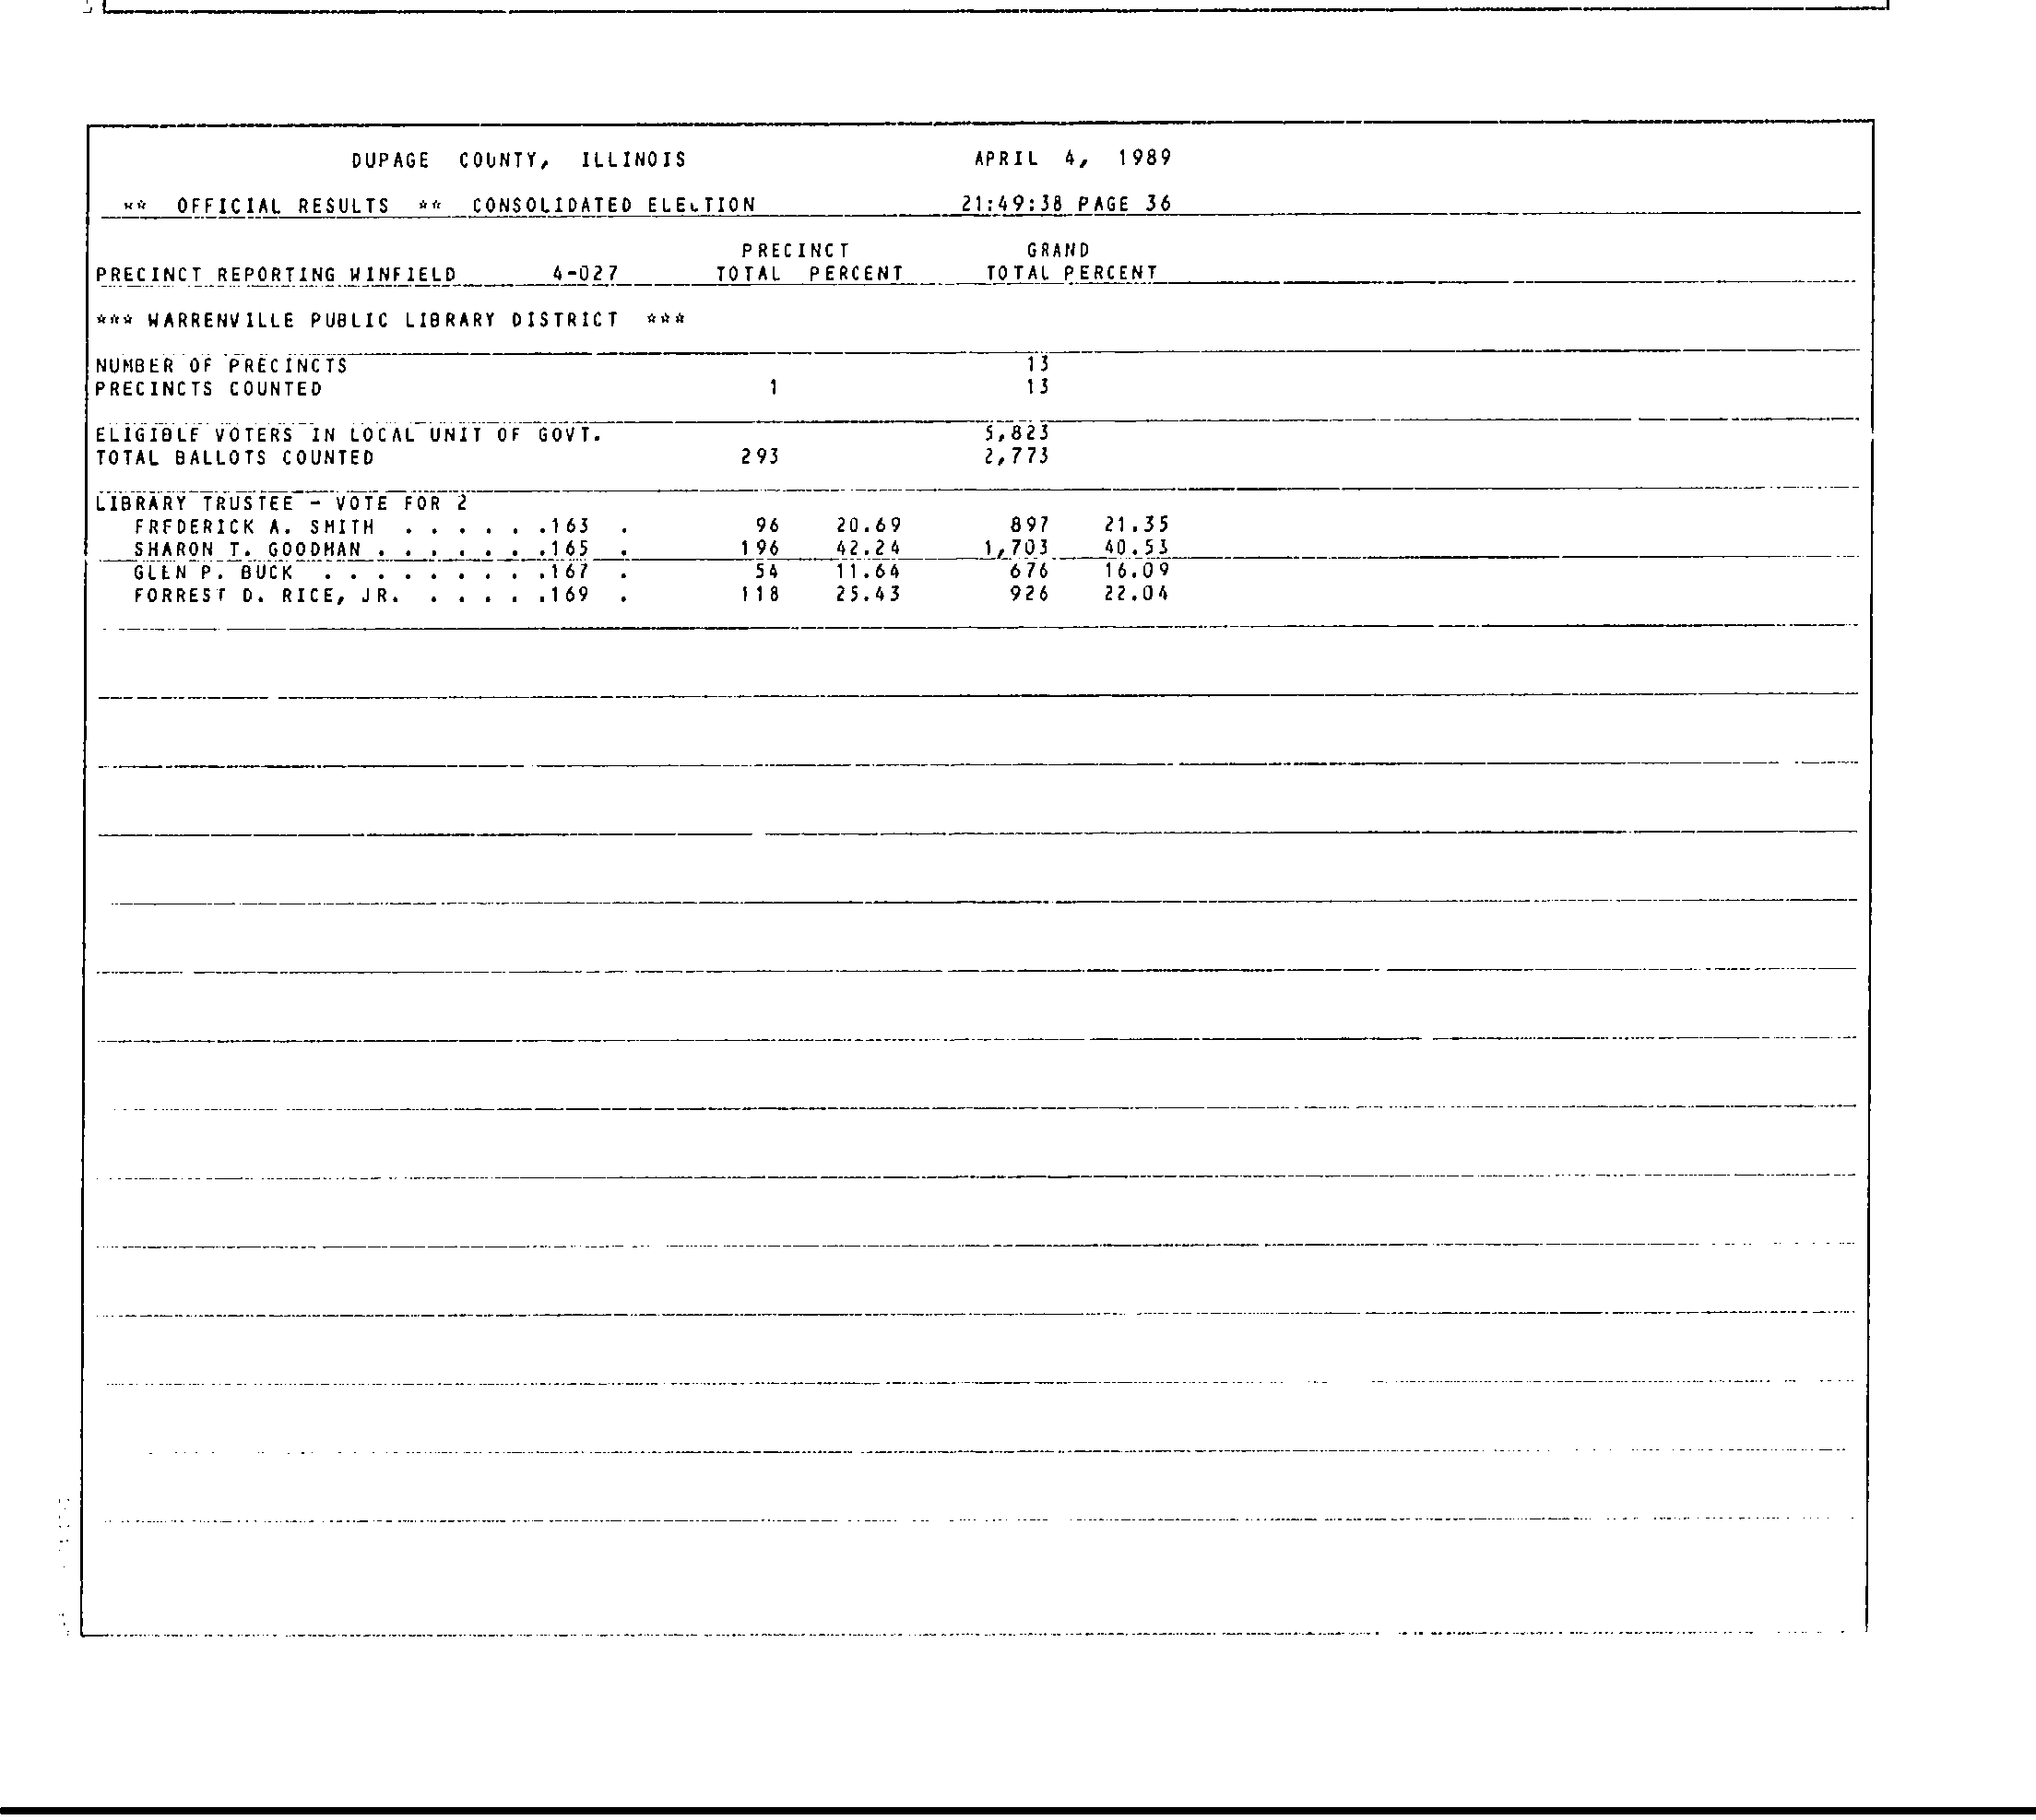 DUPAGE COUNTY, ILLINOIS APRIL 4, 1989
** OFFICIAL RESULTS ** CONSOLIDATED ELECTION 21:49:38 PAGE 36
PRECINCT GRAND
PRECINCT REPORTING WINFIELD 4-027 TOTAL PERCENT TOTAL PERCENT
*** WARRENVILLE PUBLIC LIBRARY DISTRICT ***
NUMBER OF PRECINCTS 13
PRECINCTS COUNTED 1 13
ELIGIBLE VOTERS IN LOCAL UNIT OF GOVT. 5,823
TOTAL BALLOTS COUNTED 293 2,773
LIBRARY TRUSTEE - VOTE FOR 2
FREDERICK A. SMITH . . . . . .163 . 96 20.69 897 21.35
SHARON T. GOODMAN . . . . . . .165 . 196 42.24 1,703 40.53
GLEN P. BUCK . . . . . . . . .167 . 54 11.64 676 16.09
FORREST D. RICE, JR. . . . . .169 . 118 25.43 926 22.04